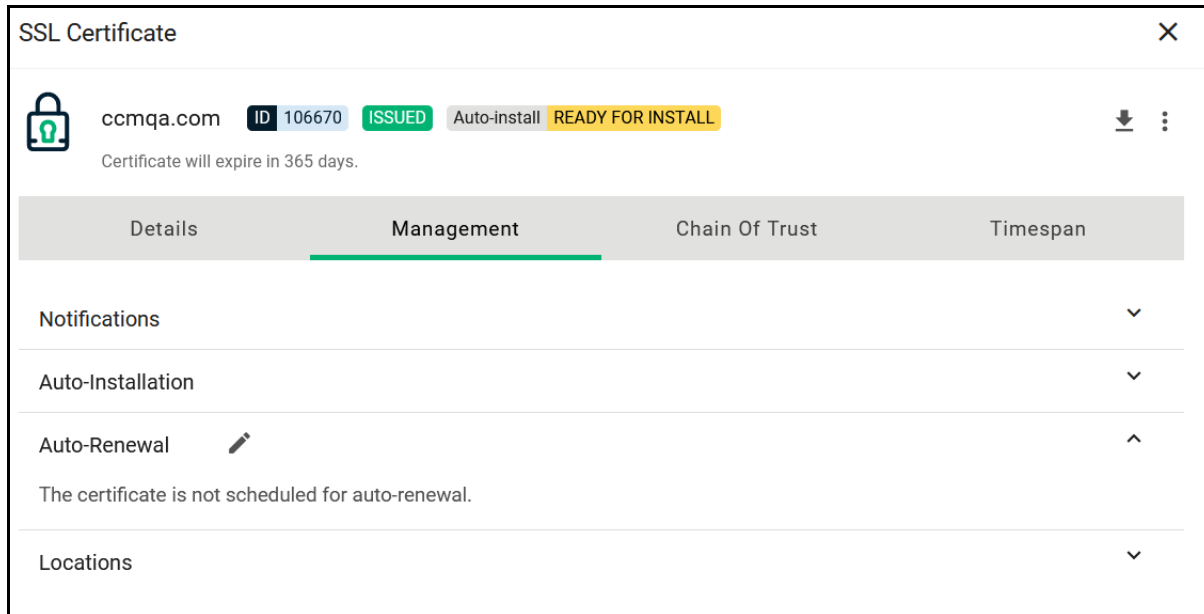 SSL Certificate
ccmqa.com ID 106670 ISSUED Auto-install READY FOR INSTALL
Certificate will expire in 365 days.
Details Management Chain Of Trust Timespan
Notifications
Auto-Installation
Auto-Renewal
The certificate is not scheduled for auto-renewal.
Locations